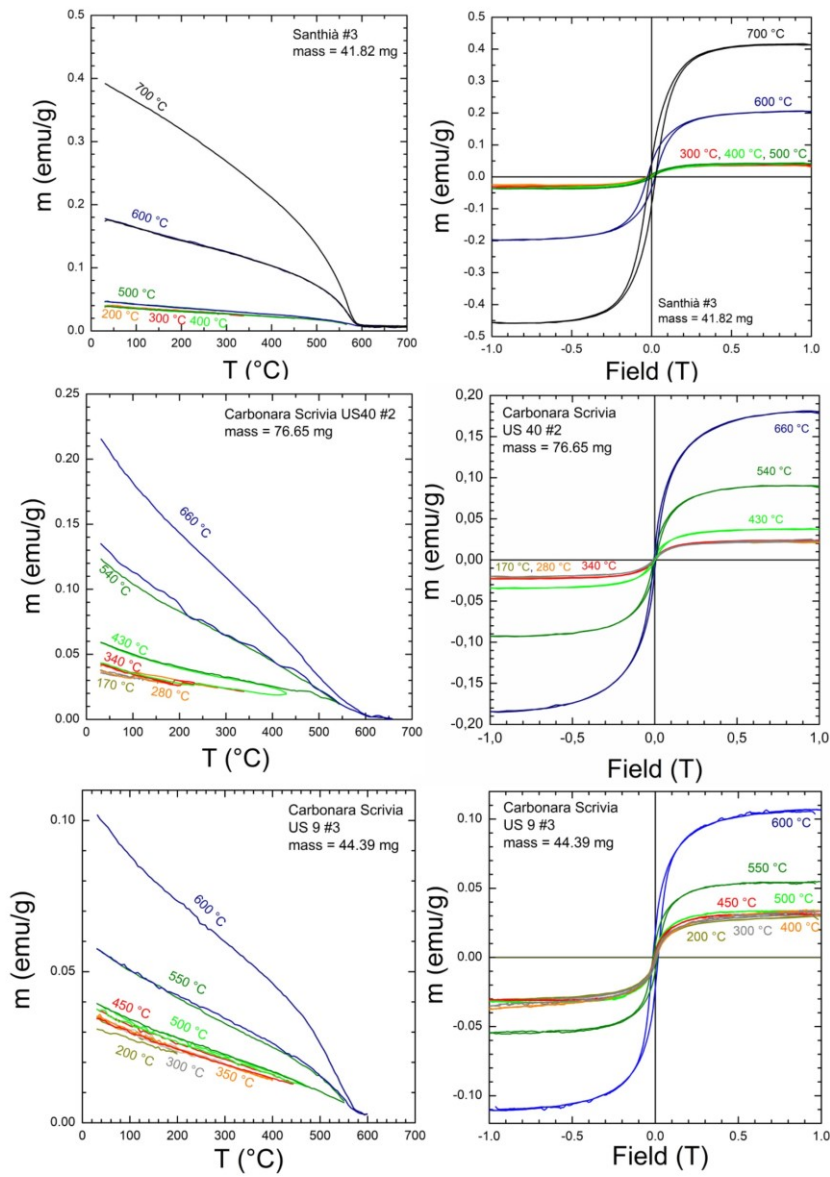 Santhià #3
mass = 41.82 mg
700 °C
600 °C
500 °C
200 °C
300 °C
400 °C
m (emu/g)
0.5
0.4
0.3
0.2
0.1
0.0
0 100 200 300 400 500 600 700
T (°C)
700 °C
600 °C
300 °C, 400 °C, 500 °C
Santhià #3
mass = 41.82 mg
m (emu/g)
0.5
0.4
0.3
0.2
0.1
0.0
-0.1
-0.2
-0.3
-0.4
-0.5
-1.0 -0.5 0.0 0.5 1.0
Field (T)
Carbonara Scrivia US40 #2
mass = 76.65 mg
660 °C
540 °C
430 °C
340 °C
170 °C
280 °C
m (emu/g)
0.25
0.20
0.15
0.10
0.05
0.00
0 100 200 300 400 500 600 700
T (°C)
Carbonara Scrivia
US 40 #2
mass = 76.65 mg
660 °C
540 °C
430 °C
170 °C, 280 °C 340 °C
m (emu/g)
0,20
0,15
0,10
0,05
0,00
-0,05
-0,10
-0,15
-0,20
-1,0 -0,5 0,0 0,5 1,0
Field (T)
Carbonara Scrivia
US 9 #3
mass = 44.39 mg
600 °C
550 °C
450 °C
500 °C
200 °C
300 °C
350 °C
m (emu/g)
0.10
0.05
0.00
0 100 200 300 400 500 600 700
T (°C)
Carbonara Scrivia
US 9 #3
mass = 44.39 mg
600 °C
550 °C
500 °C
450 °C
200 °C
300 °C
400 °C
m (emu/g)
0.10
0.05
0.00
-0.05
-0.10
-1.0 -0.5 0.0 0.5 1.0
Field (T)